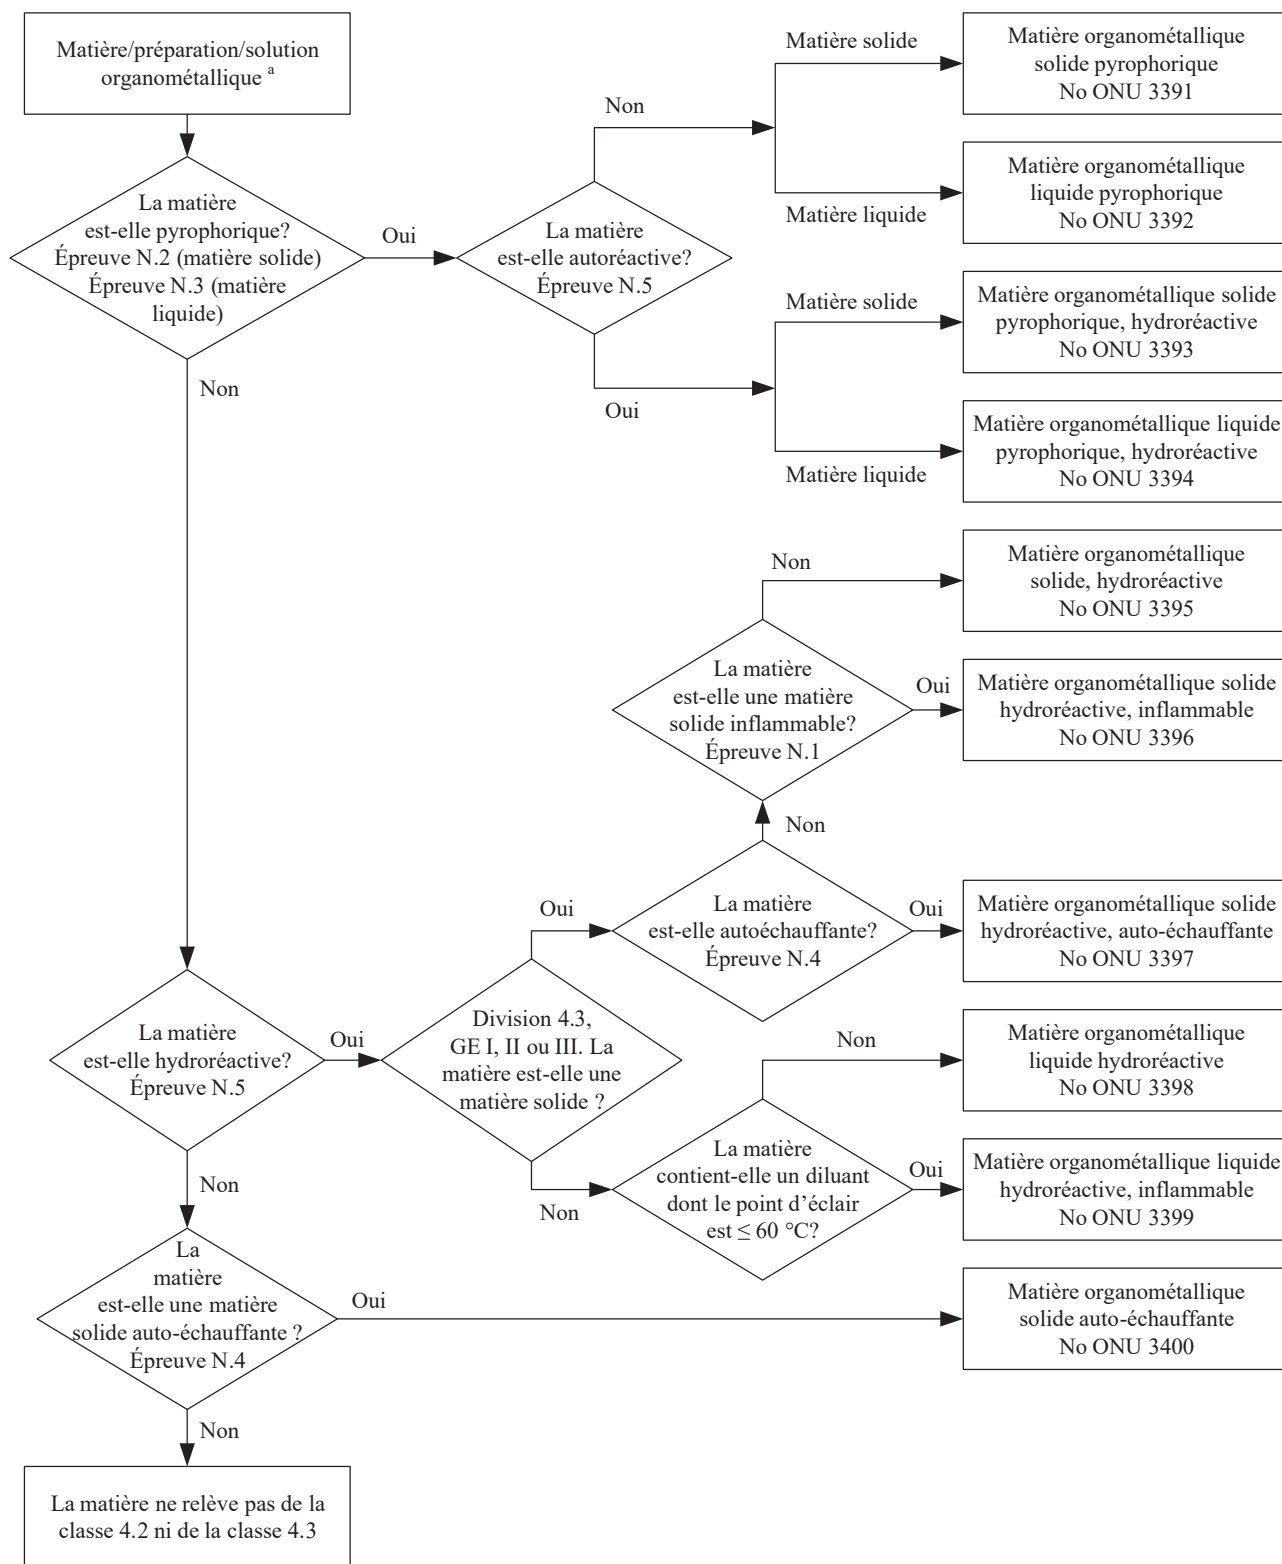 Matière/préparation/solution
organométallique a
La matière
est-elle pyrophorique?
Épreuve N.2 (matière solide)
Épreuve N.3 (matière
liquide)
Oui
Non
La matière
est-elle autoréactive?
Épreuve N.5
Non
Oui
Matière solide
Matière liquide
Matière organométallique
solide pyrophorique
No ONU 3391
Matière organométallique
liquide pyrophorique
No ONU 3392
Matière solide
Matière liquide
Matière organométallique solide
pyrophorique, hydroréactive
No ONU 3393
Matière organométallique liquide
pyrophorique, hydroréactive
No ONU 3394
Non
Matière organométallique
solide, hydroréactive
No ONU 3395
La matière
est-elle une matière
solide inflammable?
Épreuve N.1
Oui
Matière organométallique solide
hydroréactive, inflammable
No ONU 3396
Non
La matière
est-elle autoéchauffante?
Épreuve N.4
Oui
Matière organométallique solide
hydroréactive, auto-échauffante
No ONU 3397
Oui
La matière
est-elle hydroréactive?
Épreuve N.5
Oui
Division 4.3,
GE I, II ou III. La
matière est-elle une
matière solide ?
Non
Non
Matière organométallique
liquide hydroréactive
No ONU 3398
La matière
contient-elle un diluant
dont le point d’éclair
est ≤ 60 °C?
Oui
Matière organométallique liquide
hydroréactive, inflammable
No ONU 3399
Non
La
matière
est-elle une matière
solide auto-échauffante ?
Épreuve N.4
Oui
Matière organométallique
solide auto-échauffante
No ONU 3400
Non
La matière ne relève pas de la
classe 4.2 ni de la classe 4.3